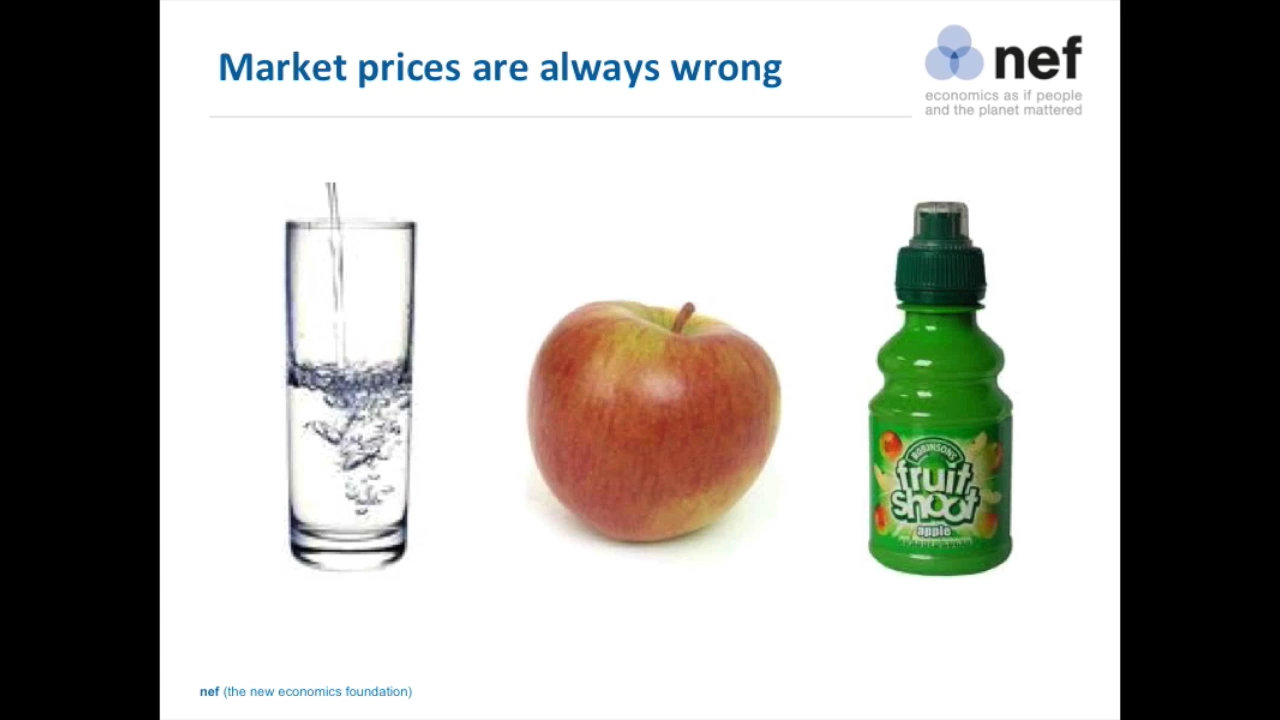 Market prices are always wrong
nef
economics as if people
and the planet mattered
ROBINSONS
fruit
shoot
apple
nef (the new economics foundation)